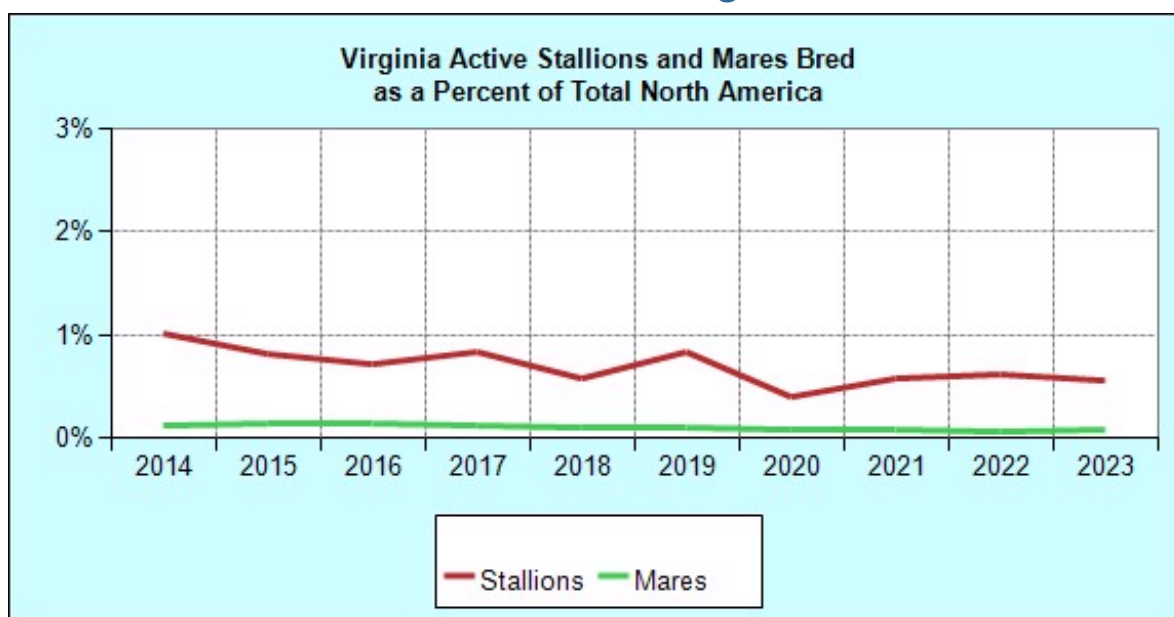 Virginia Active Stallions and Mares Bred
as a Percent of Total North America
3%
2%
1%
0%
2014 2015 2016 2017 2018 2019 2020 2021 2022 2023
Stallions Mares